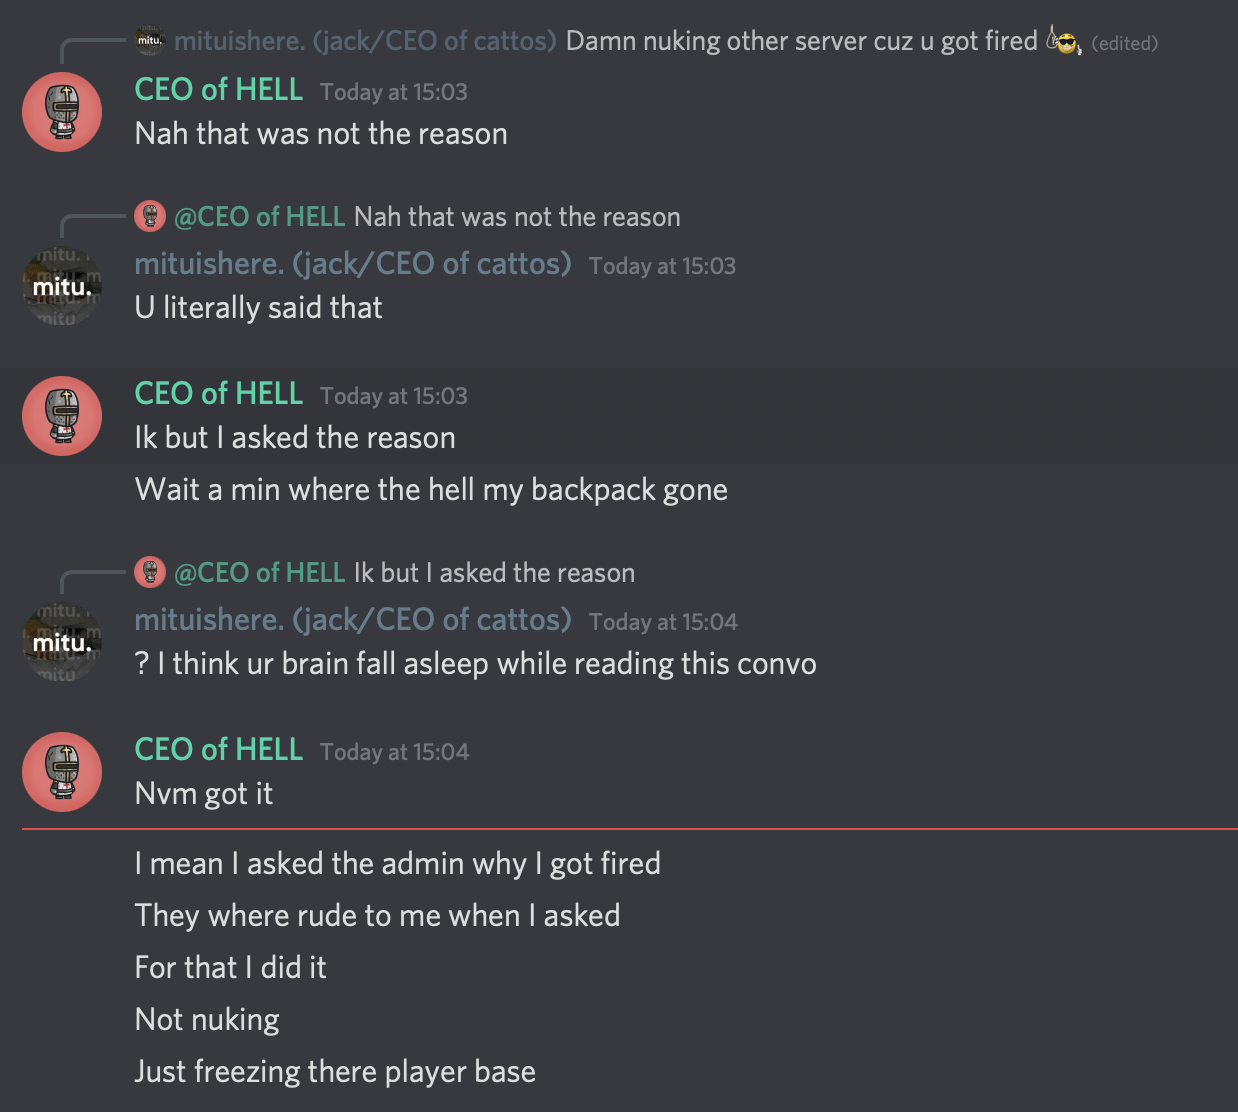 mitu. mituishere. (jack/CEO of cattos) Damn nuking other server cuz u got fired (edited)
CEO of HELL Today at 15:03
Nah that was not the reason
@CEO of HELL Nah that was not the reason
mituishere. (jack/CEO of cattos) Today at 15:03
mitu.
mitu.
mitu
U literally said that
CEO of HELL Today at 15:03
Ik but I asked the reason
Wait a min where the hell my backpack gone
@CEO of HELL Ik but I asked the reason
mituishere. (jack/CEO of cattos) Today at 15:04
mitu.
mitu.
mitu
? I think ur brain fall asleep while reading this convo
CEO of HELL Today at 15:04
Nvm got it
I mean I asked the admin why I got fired
They where rude to me when I asked
For that I did it
Not nuking
Just freezing there player base